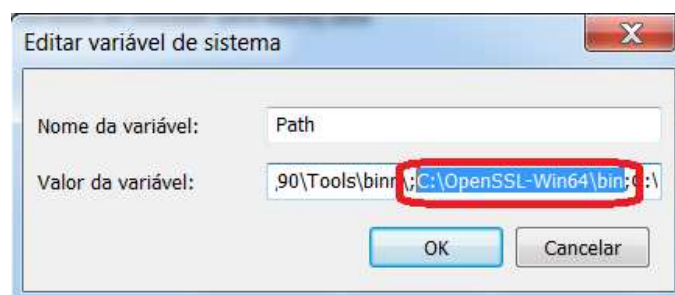 Editar variável de sistema
Nome da variável: Path
Valor da variável: ,90\Tools\binn\;C:\OpenSSL-Win64\bin;C:\
OK Cancelar